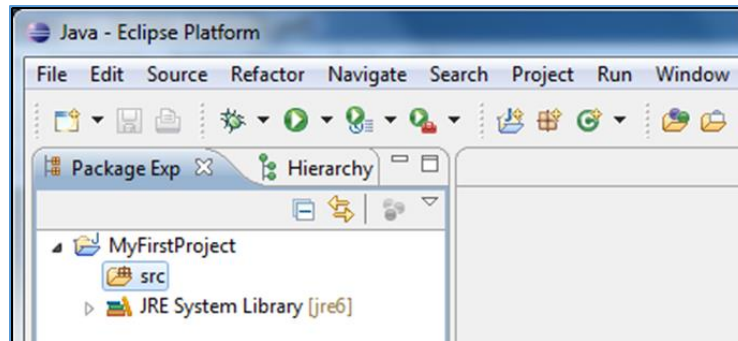 Java - Eclipse Platform
File Edit Source Refactor Navigate Search Project Run Window
Package Exp Hierarchy
MyFirstProject
src
JRE System Library [jre6]